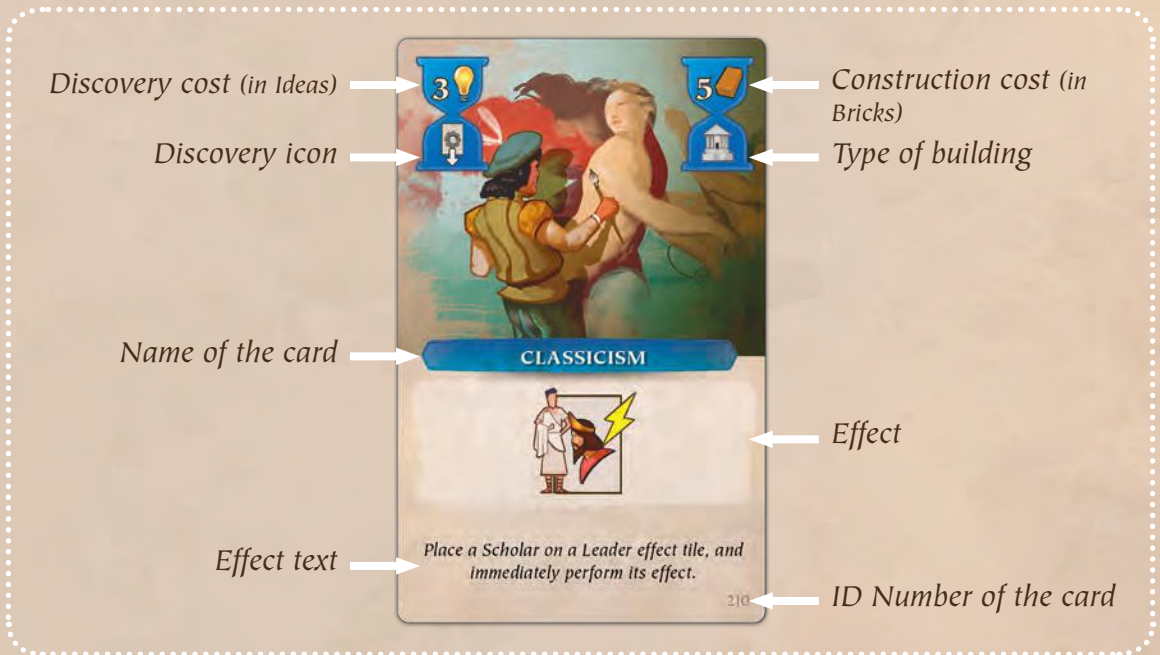 Discovery cost (in Ideas)
3
5
Construction cost (in
Bricks)
Discovery icon
Type of building
Name of the card
CLASSICISM
Effect
Effect text
Place a Scholar on a Leader effect tile, and
immediately perform its effect.
210
ID Number of the card